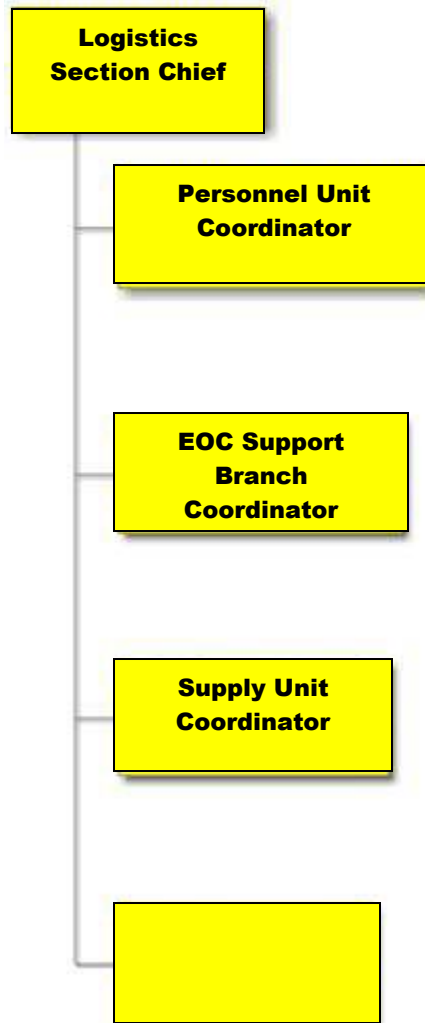 Logistics
Section Chief
Personnel Unit
Coordinator
EOC Support
Branch
Coordinator
Supply Unit
Coordinator